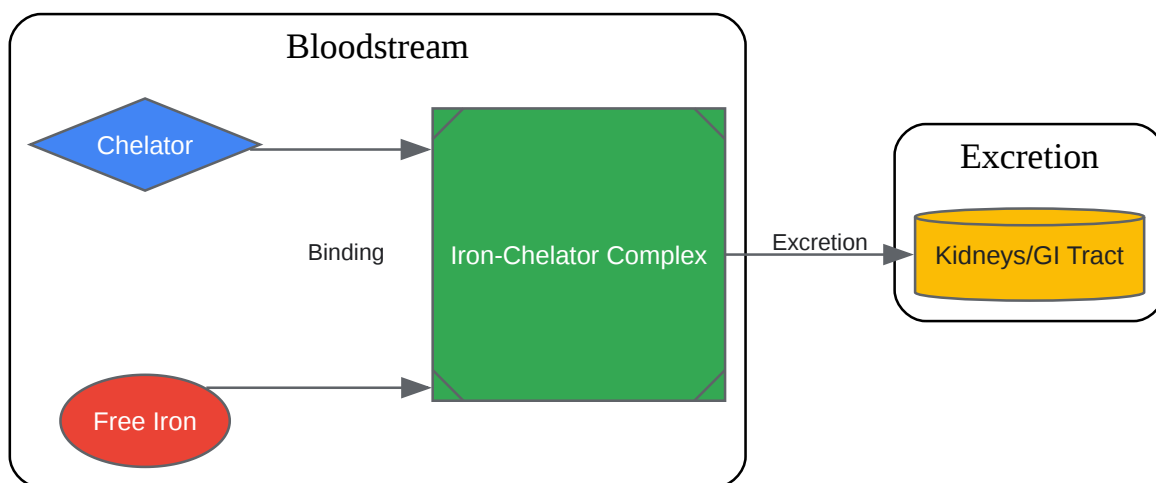 Bloodstream
Chelator
Binding
Free Iron
Iron-Chelator Complex
Excretion
Excretion
Kidneys/GI Tract